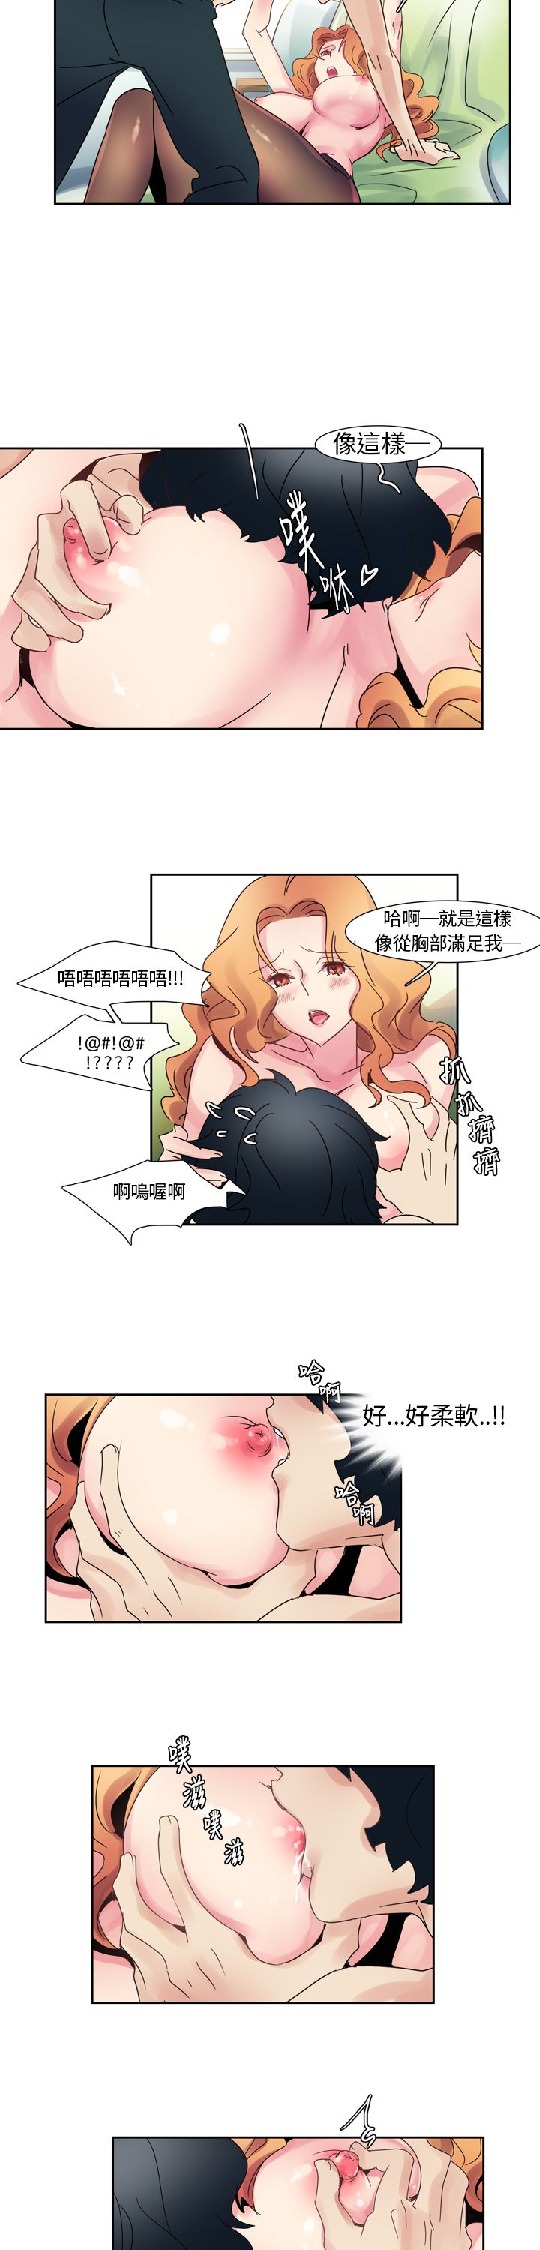 像這樣—
噗
咻♡
哈啊—就是這樣
像從胸部滿足我—
唔唔唔唔唔唔!!!
!@#!@#
!????
抓
抓
擠
擠
啊嗚喔啊
哈
啊
好...好柔軟..!!
哈
啊
噗
滋
噗
滋